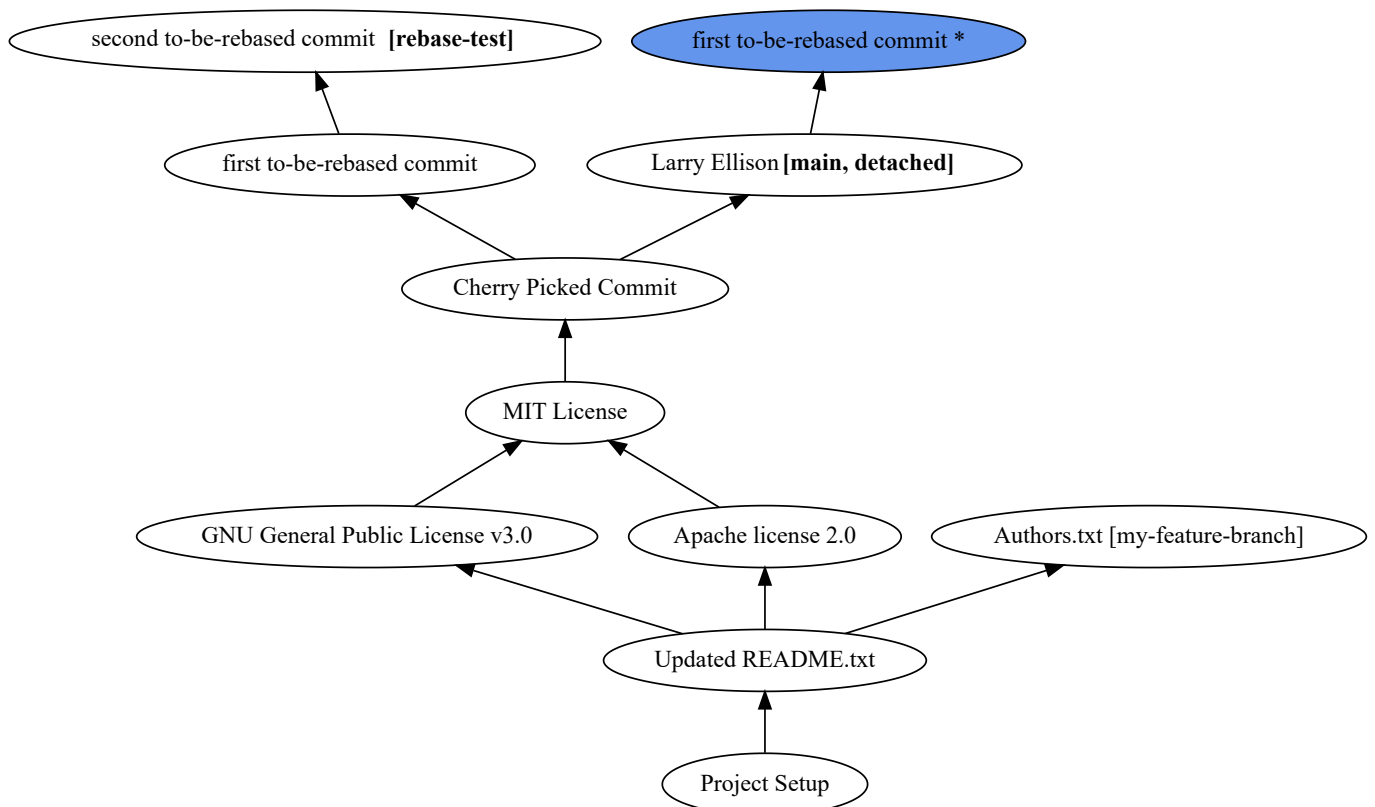 second to-be-rebased commit [rebase-test]
first to-be-rebased commit *
first to-be-rebased commit
Larry Ellison [main, detached]
Cherry Picked Commit
MIT License
GNU General Public License v3.0
Apache license 2.0
Authors.txt [my-feature-branch]
Updated README.txt
Project Setup